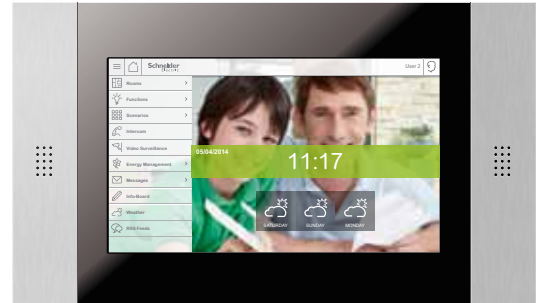 Schneider
Electric
User 2
Rooms
Functions
Scenarios
Intercom
Video Surveillance
Energy Management
Messages
Info-Board
Weather
RSS Feeds
05/04/2014
11:17
SATURDAY SUNDAY MONDAY